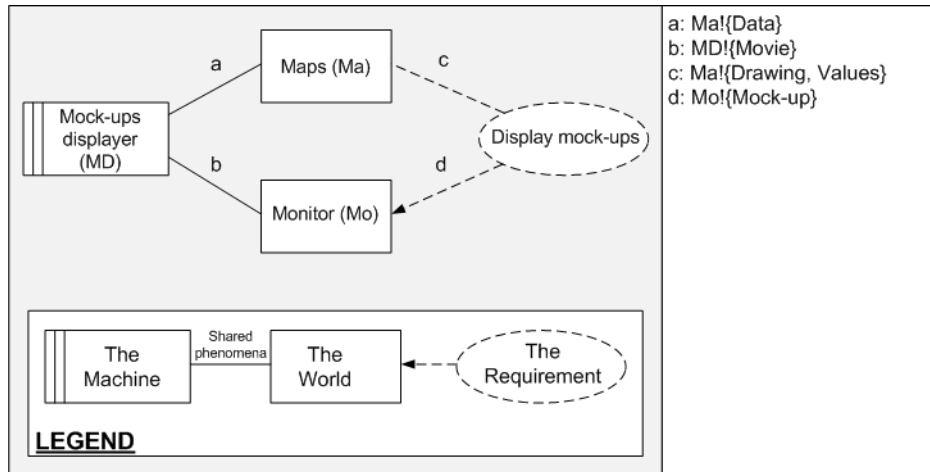 a
Maps (Ma)
c
Mock-ups
displayer
(MD)
Display mock-ups
b
d
Monitor (Mo)
a: Ma!{Data}
b: MD!{Movie}
c: Ma!{Drawing, Values}
d: Mo!{Mock-up}
The
Machine
Shared
phenomena
The
World
The
Requirement
LEGEND